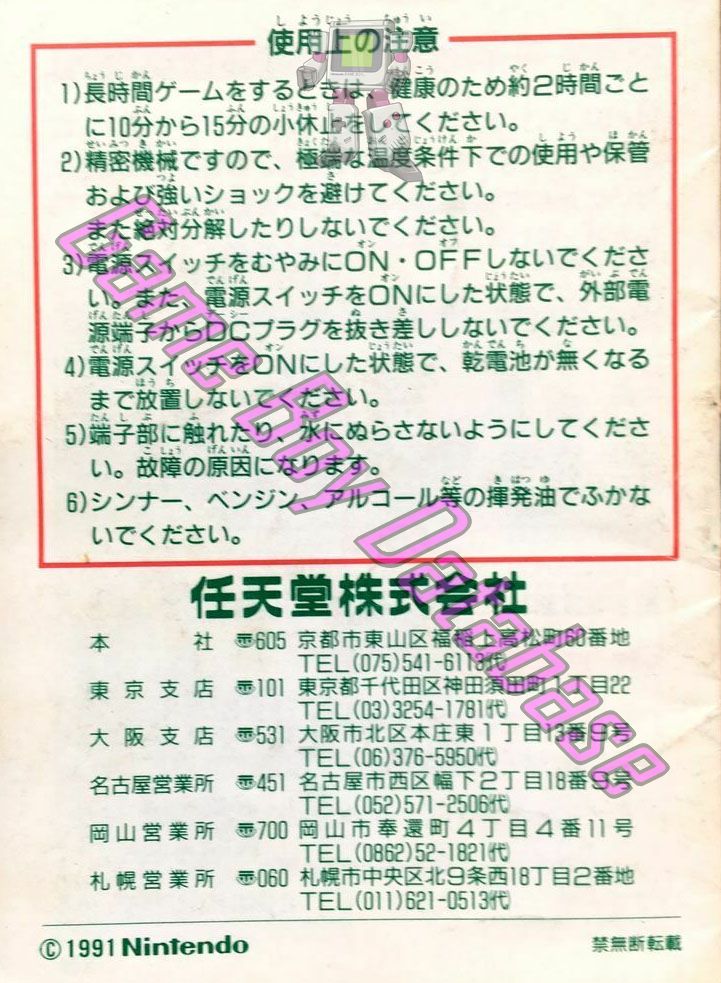 使用上の注意
1)長時間ゲームをするときは、健康のため約2時間ごと
に10分から15分の小休止をしてください。
2)精密機械ですので、極端な温度条件下での使用や保管
および強いショックを避けてください。
また絶対分解したりしないでください。
3)電源スイッチをむやみにON・OFFしないでくださ
い。また、電源スイッチをONにした状態で、外部電
源端子からDCプラグを抜き差ししないでください。
4)電源スイッチをONにした状態で、乾電池が無くなる
まで放置しないでください。
5)端子部に触れたり、水にぬらさないようにしてくださ
い。故障の原因になります。
6)シンナー、ベンジン、アルコール等の揮発油でふかな
いでください。
任天堂株式会社
本社 〠605 京都市東山区福稲上高松町60番地
TEL(075)541-6113代
東京支店 〠101 東京都千代田区神田須田町1丁目22
TEL(03)3254-1781代
大阪支店 〠531 大阪市北区本庄東1丁目13番9号
TEL(06)376-5950代
名古屋営業所 〠451 名古屋市西区幅下2丁目18番9号
TEL(052)571-2506代
岡山営業所 〠700 岡山市奉還町4丁目4番11号
TEL(0862)52-1821代
札幌営業所 〠060 札幌市中央区北9条西18丁目2番地
TEL(011)621-0513代
©1991 Nintendo 禁無断転載
Game Boy Database